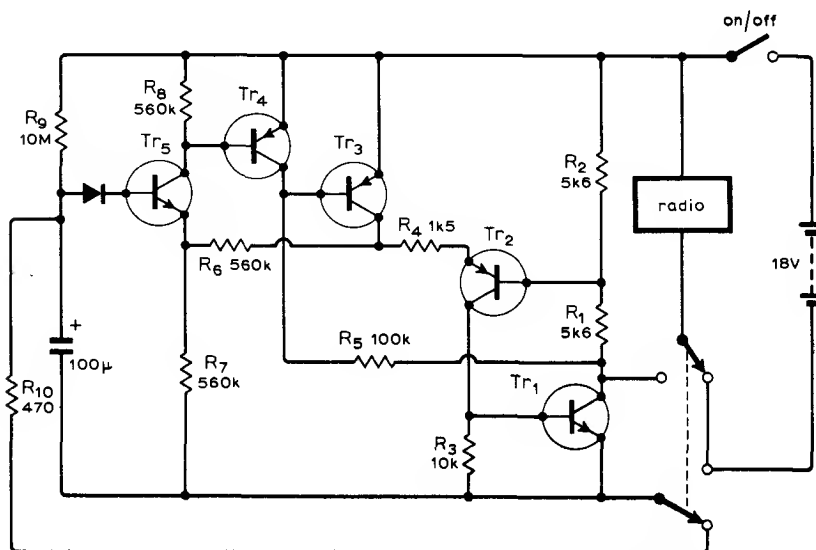 on/off
R8
560k
Tr4
R9
10M
Tr5
Tr3
R2
5k6
radio
R4 1k5
Tr2
R6 560k
18V
R1
5k6
+
100μ
R5 100k
R7
560k
Tr1
R10
470
R3
10k